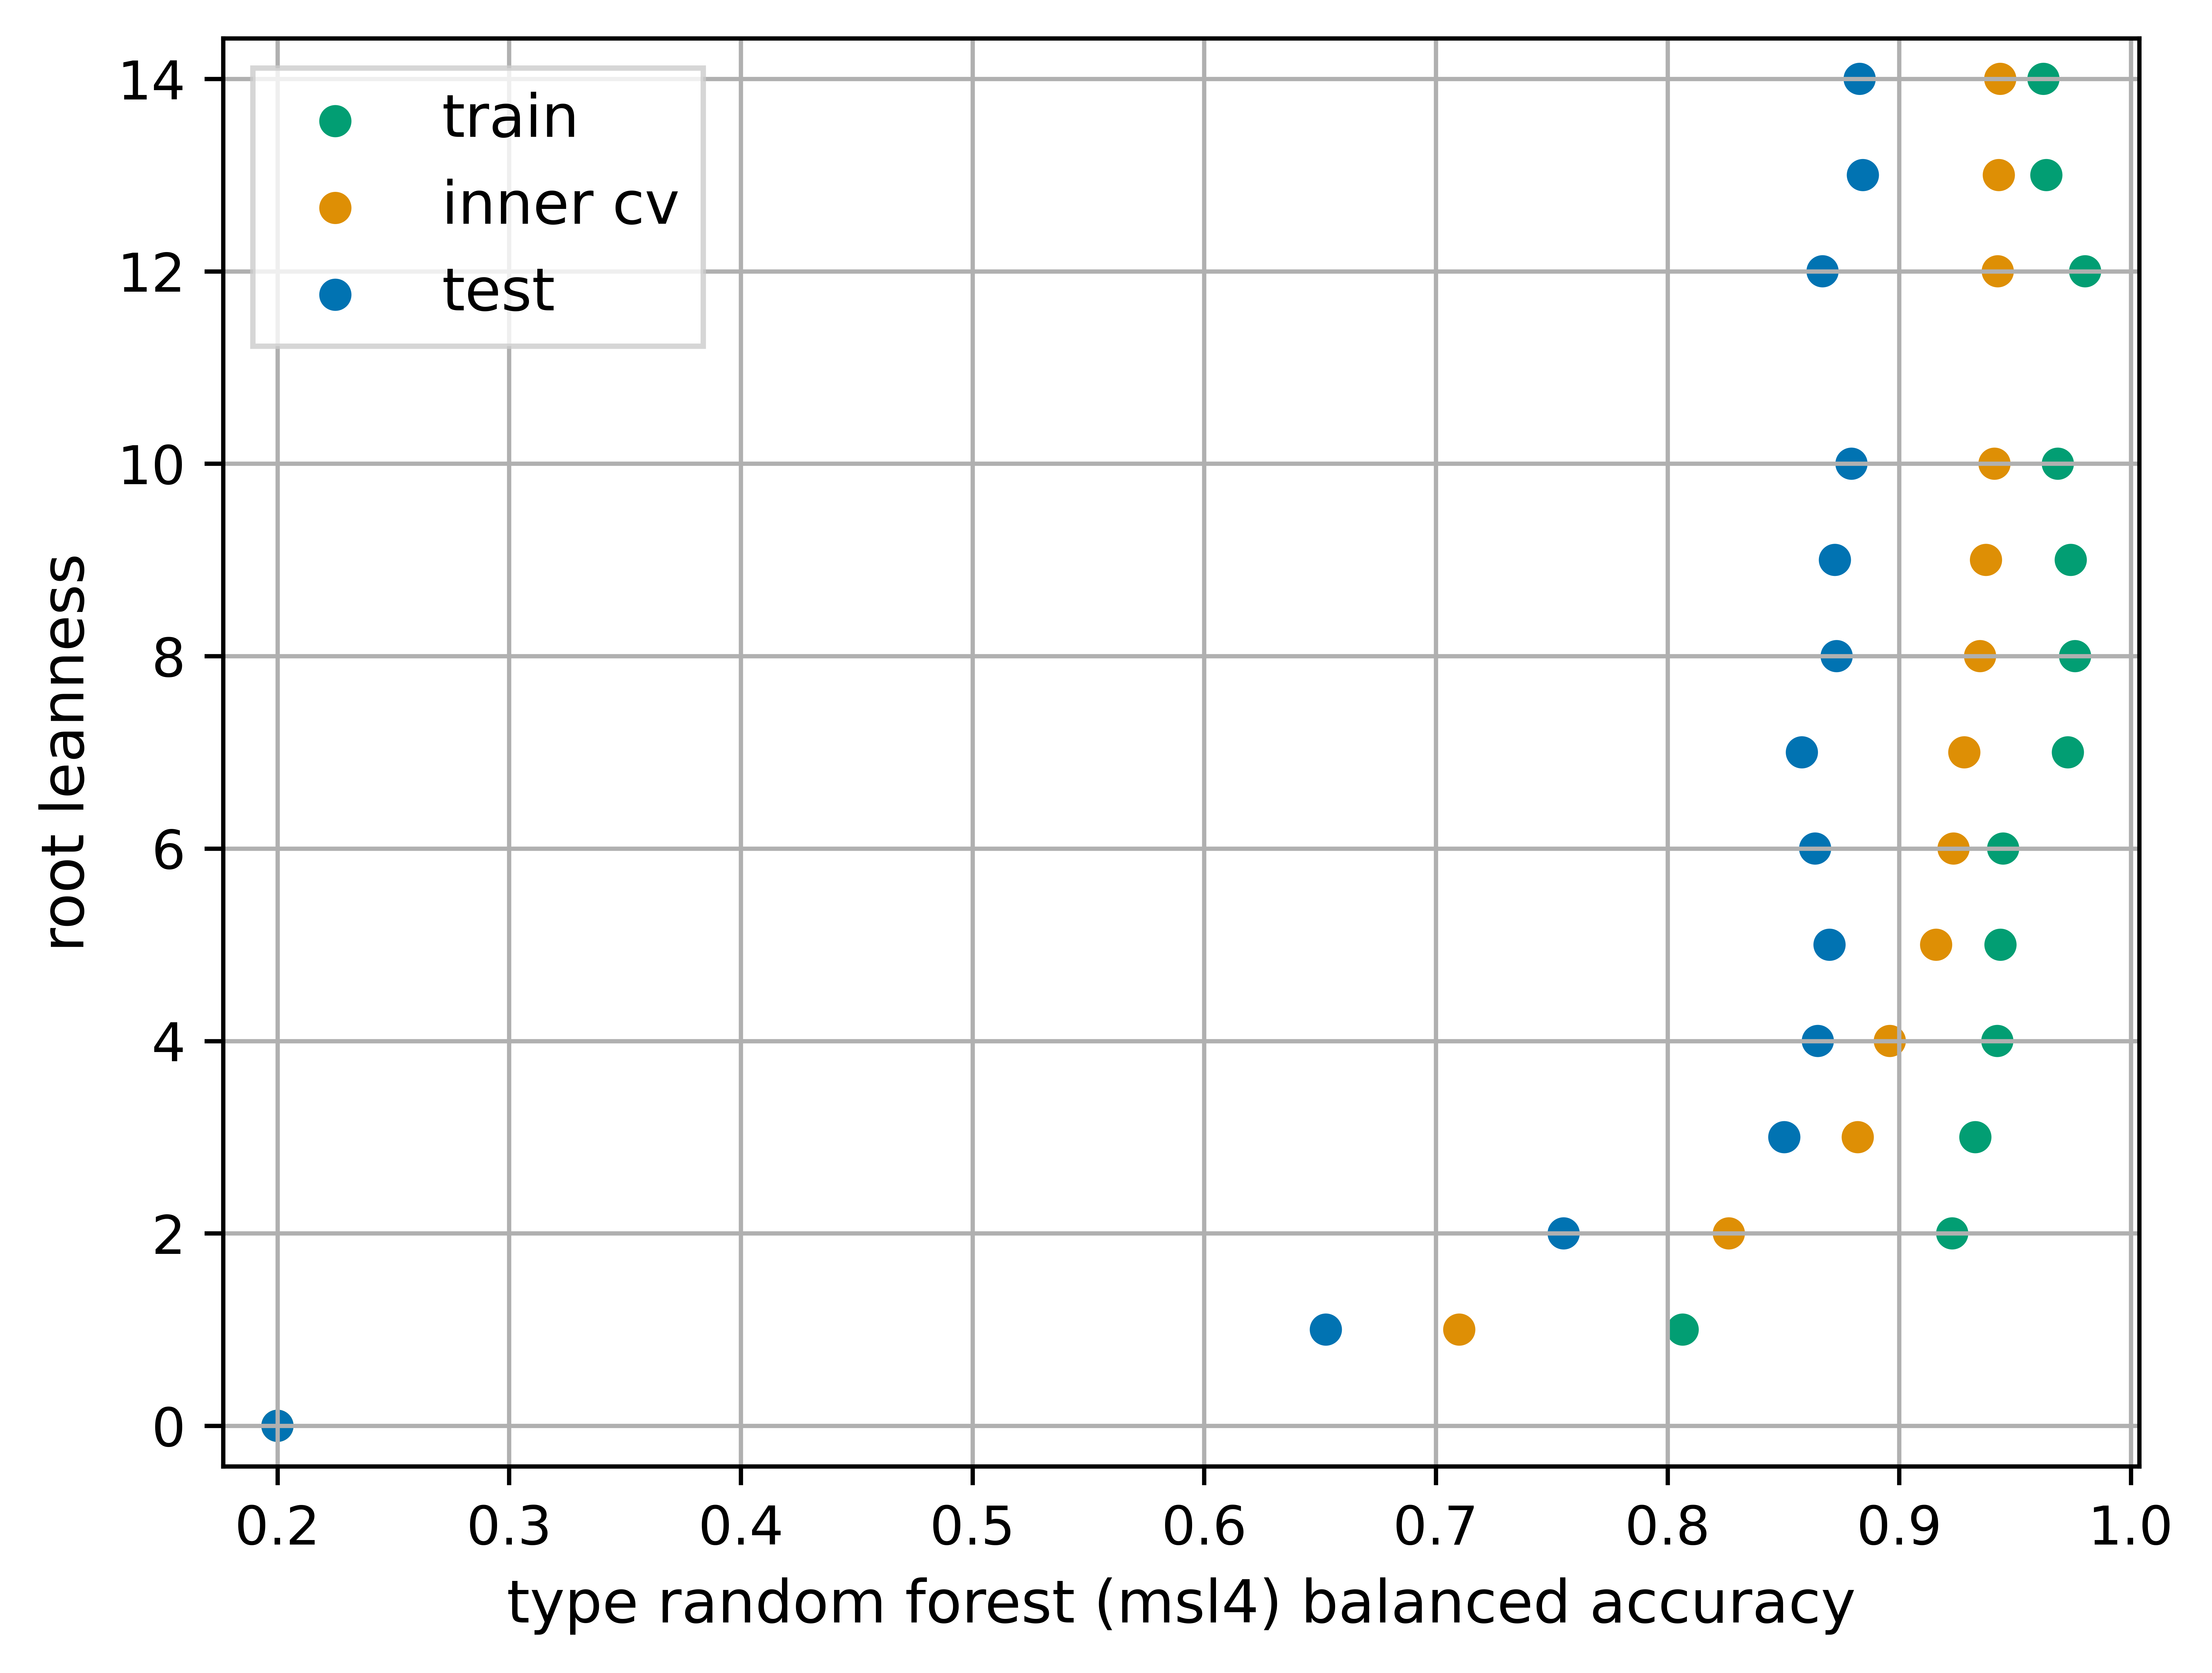 train
inner cv
test
14
12
10
8
6
4
2
0
root leanness
0.2 0.3 0.4 0.5 0.6 0.7 0.8 0.9 1.0
type random forest (msl4) balanced accuracy